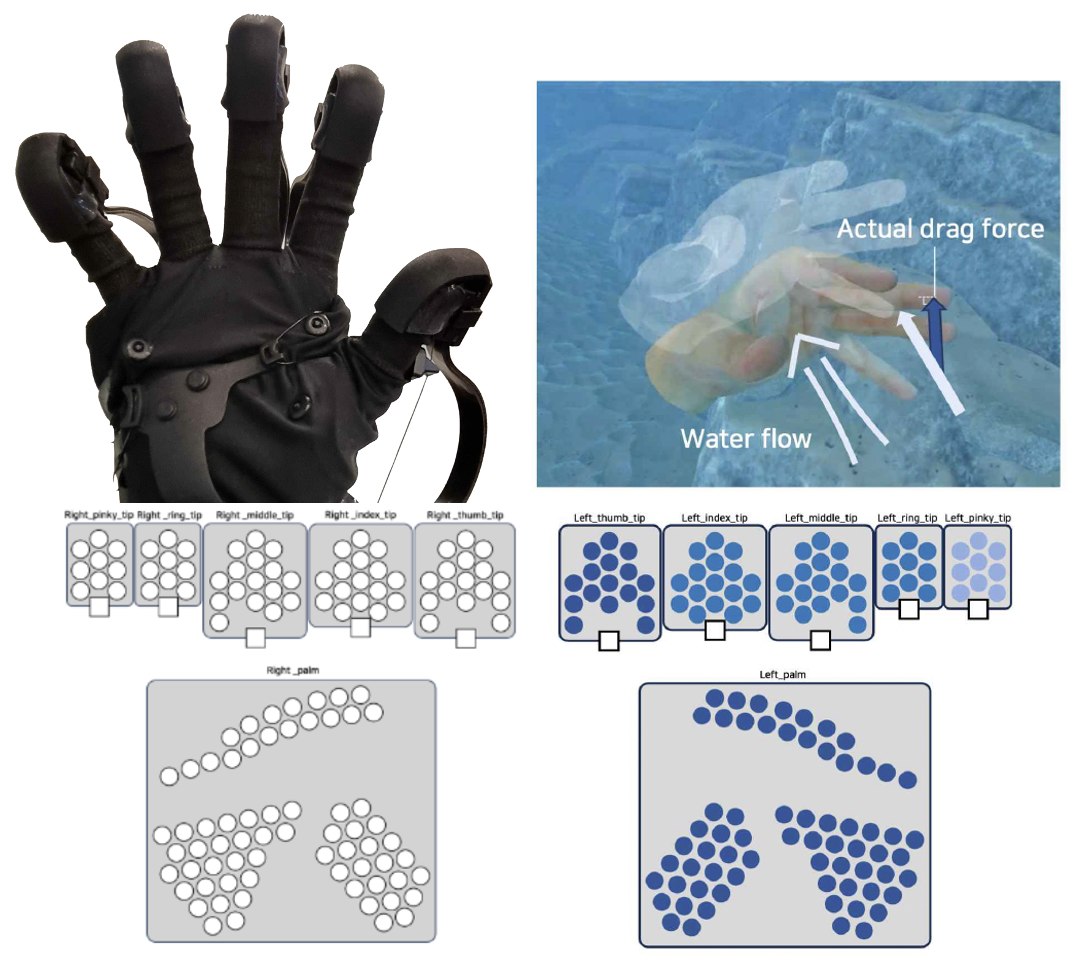 Actual drag force
Water flow
Right_pinky_tip Right _ring_tip Right _middle_tip Right _index_tip Right _thumb_tip
Left_thumb_tip Left_index_tip Left_middle_tip Left_ring_tip Left_pinky_tip
Right _palm
Left_palm